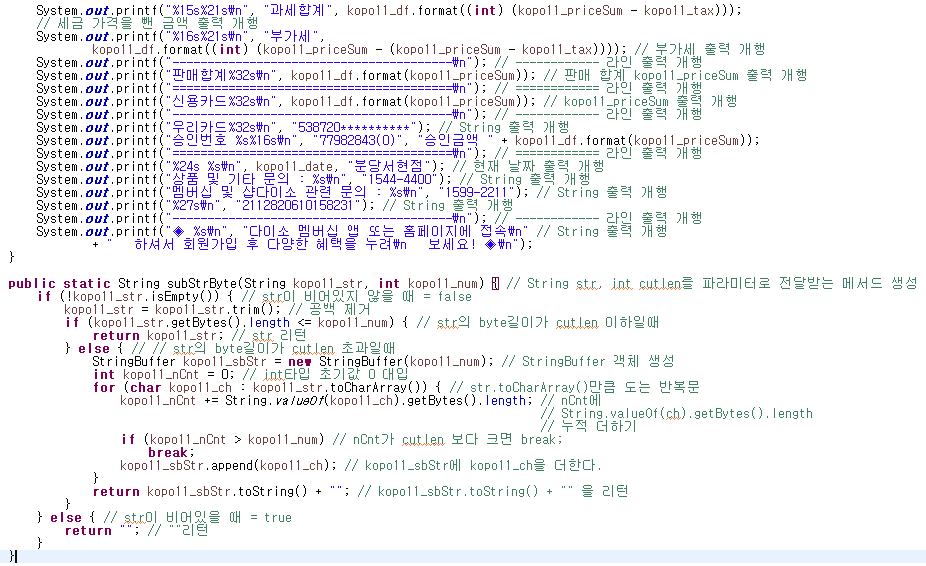 System.out.printf("%15s%21s₩n", "과세합계", kopo11_df.format((int) (kopo11_priceSum - kopo11_tax)));
// 세금 가격을 뺀 금액 출력 개행
System.out.printf("%16s%21s₩n", "부가세",
kopo11_df.format((int) (kopo11_priceSum - (kopo11_priceSum - kopo11_tax)))); // 부가세 출력 개행
System.out.printf("----------------------------------------₩n"); // ------------ 라인 출력 개행
System.out.printf("판매합계%32s₩n", kopo11_df.format(kopo11_priceSum)); // 판매 합계 kopo11_priceSum 출력 개행
System.out.printf("========================================₩n"); // ============ 라인 출력 개행
System.out.printf("신용카드%32s₩n", kopo11_df.format(kopo11_priceSum)); // kopo11_priceSum 출력 개행
System.out.printf("----------------------------------------₩n"); // ------------ 라인 출력 개행
System.out.printf("우리카드%32s₩n", "538720**********"); // String 출력 개행
System.out.printf("승인번호 %s%16s₩n", "77982843(0)", "승인금액 " + kopo11_df.format(kopo11_priceSum));
System.out.printf("========================================₩n"); // ============ 라인 출력 개행
System.out.printf("%24s %s₩n", kopo11_date, "분당서현점"); // 현재 날짜 출력 개행
System.out.printf("상품 및 기타 문의 : %s₩n", "1544-4400"); // String 출력 개행
System.out.printf("멤버십 및 샵다이소 관련 문의 : %s₩n", "1599-2211"); // String 출력 개행
System.out.printf("%27s₩n", "2112820610158231"); // String 출력 개행
System.out.printf("----------------------------------------₩n"); // ------------ 라인 출력 개행
System.out.printf("◈ %s₩n", "다이소 멤버십 앱 또는 홈페이지에 접속₩n" // String 출력 개행
+ "   하셔서 회원가입 후 다양한 혜택을 누려₩n   보세요! ◈₩n");
}
public static String subStrByte(String kopo11_str, int kopo11_num) { // String str, int cutlen를 파라미터로 전달받는 메서드 생성
if (!kopo11_str.isEmpty()) { // str이 비어있지 않을 때 = false
kopo11_str = kopo11_str.trim(); // 공백 제거
if (kopo11_str.getBytes().length <= kopo11_num) { // str의 byte길이가 cutlen 이하일때
return kopo11_str; // str 리턴
} else { // // str의 byte길이가 cutlen 초과일때
StringBuffer kopo11_sbStr = new StringBuffer(kopo11_num); // StringBuffer 객체 생성
int kopo11_nCnt = 0; // int타입 초기값 0 대입
for (char kopo11_ch : kopo11_str.toCharArray()) { // str.toCharArray()만큼 도는 반복문
kopo11_nCnt += String.valueOf(kopo11_ch).getBytes().length; // nCnt에
// String.valueOf(ch).getBytes().length
// 누적 더하기
if (kopo11_nCnt > kopo11_num) // nCnt가 cutlen 보다 크면 break;
break;
kopo11_sbStr.append(kopo11_ch); // kopo11_sbStr에 kopo11_ch을 더한다.
}
return kopo11_sbStr.toString() + ""; // kopo11_sbStr.toString() + "" 을 리턴
}
} else { // str이 비어있을 때 = true
return ""; // ""리턴
}
}